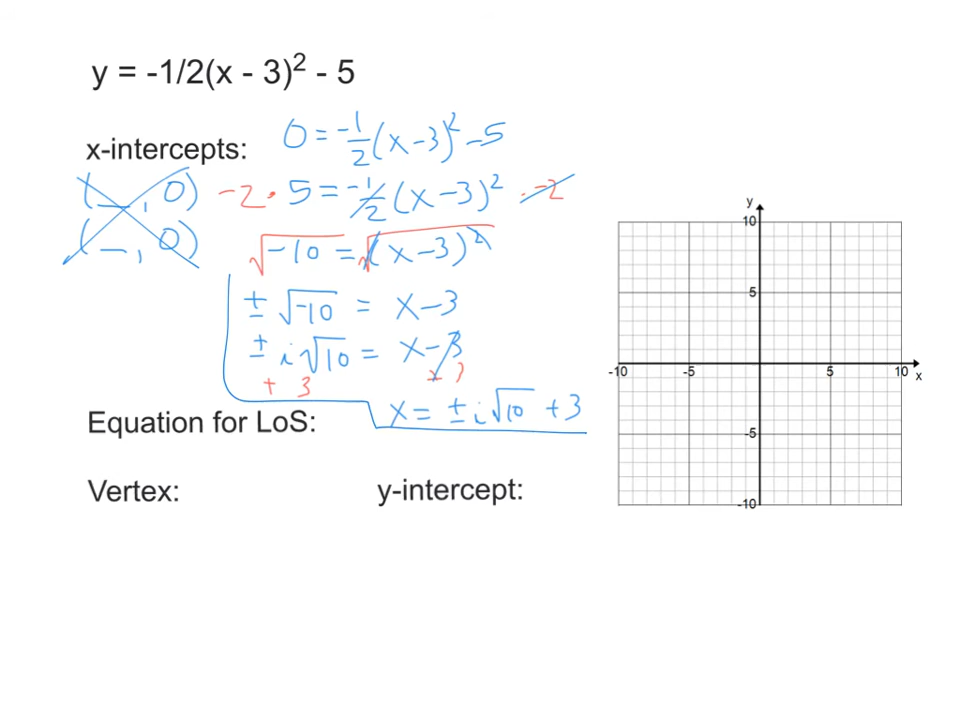 y = -1/2(x - 3)² - 5
x-intercepts: 0 = -1/2 (x - 3)² - 5
(_, 0) -2 · 5 = -1/2 (x - 3)² · -2
(_, 0) √-10 = √(x - 3)²
± √-10 = x - 3
± i√10 = x - 3
+ 3 + 3
Equation for LoS: x = ± i√10 + 3
Vertex: y-intercept:
y
10
5
-10 -5 5 10 x
-5
-10